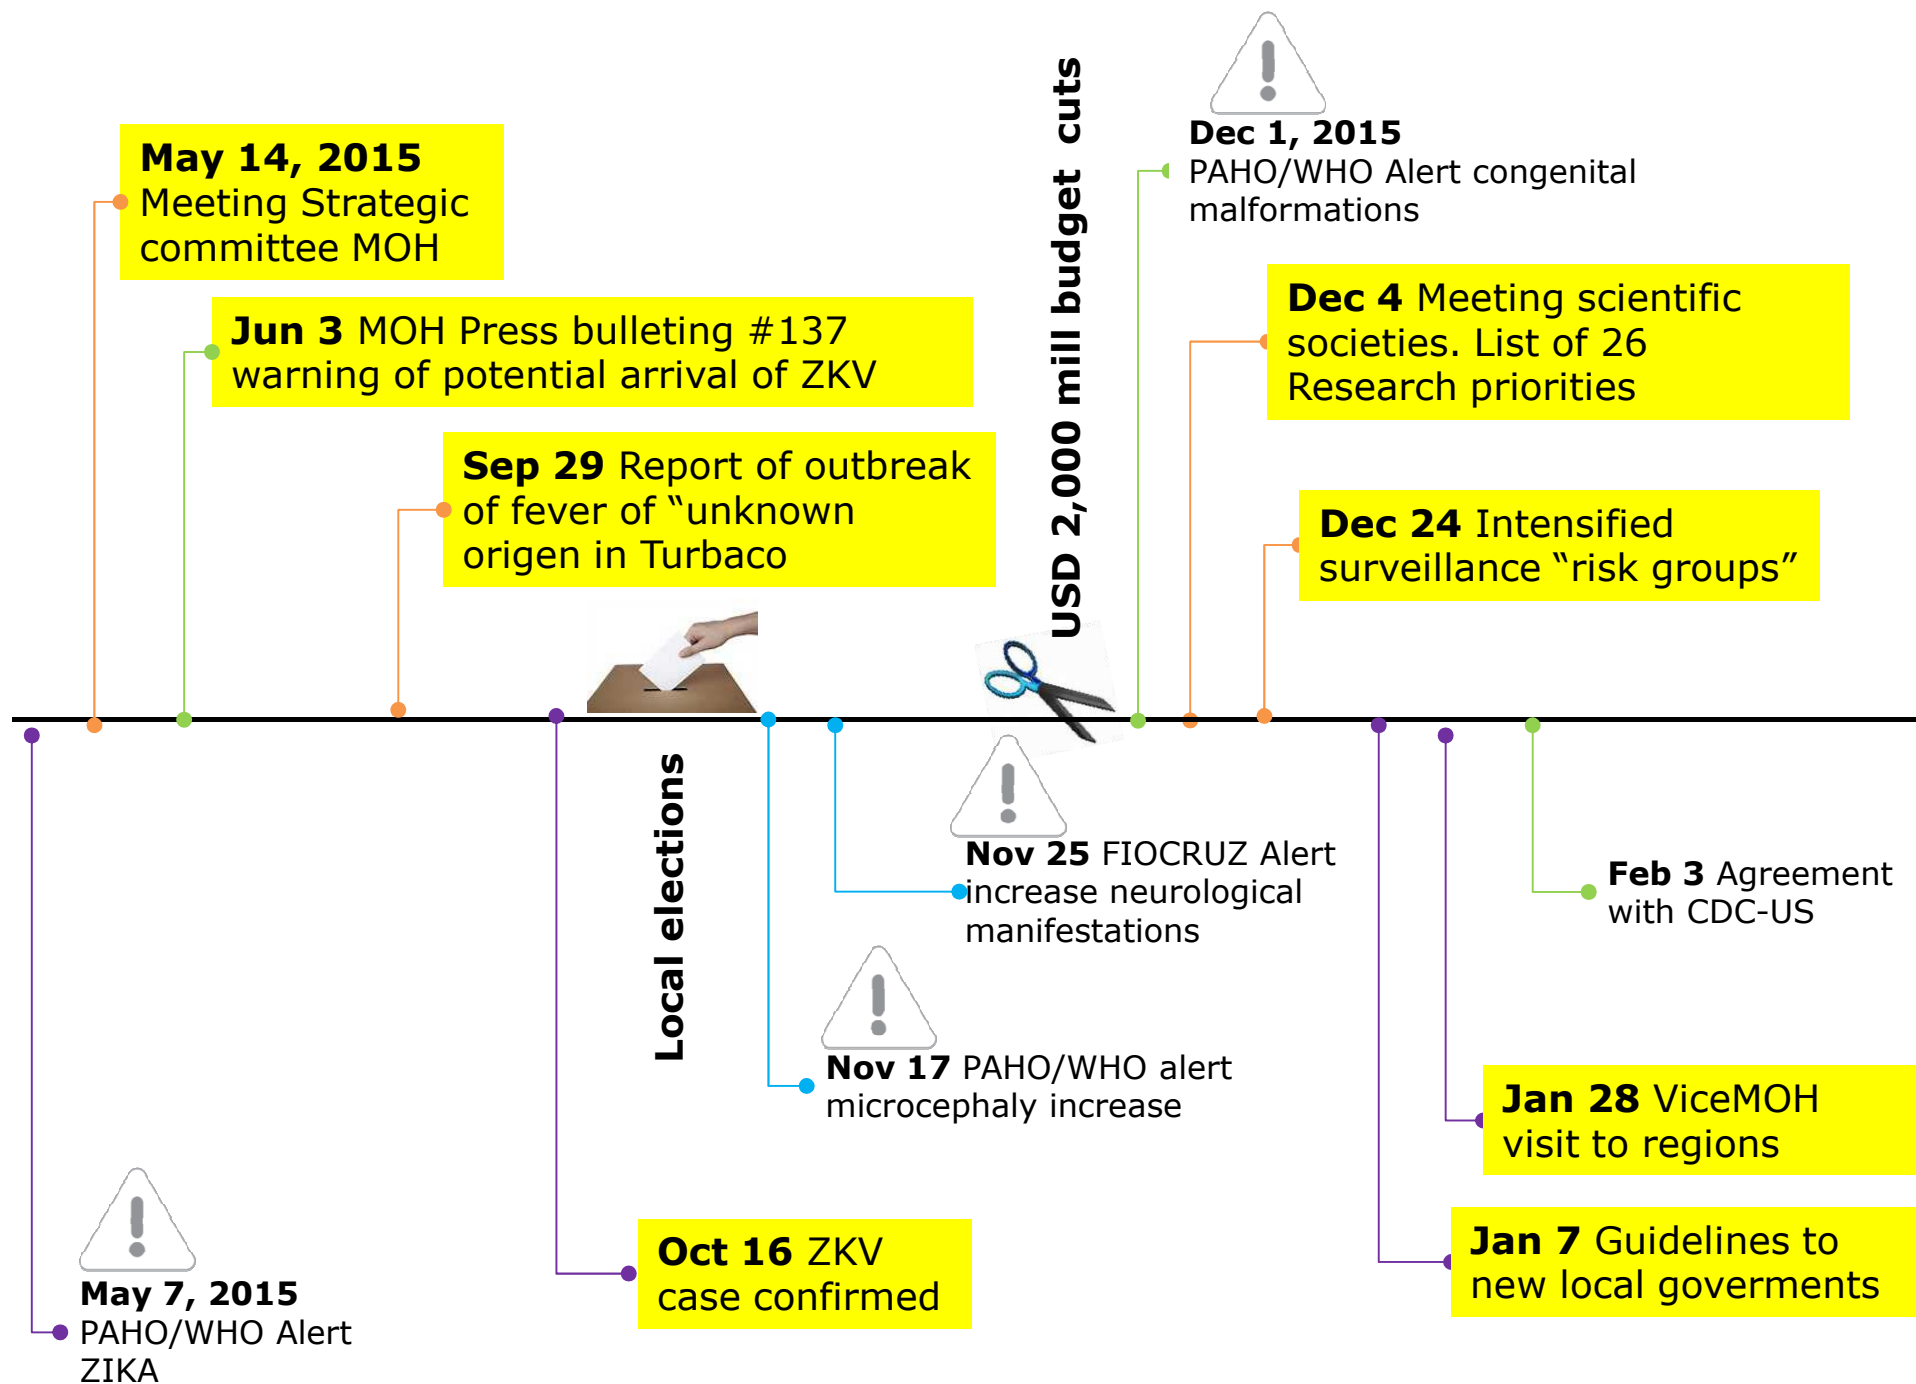 May 14, 2015
Meeting Strategic
committee MOH
Jun 3 MOH Press bulleting #137
warning of potential arrival of ZKV
Sep 29 Report of outbreak
of fever of “unknown
origen in Turbaco
USD 2,000 mill budget cuts
Dec 1, 2015
PAHO/WHO Alert congenital
malformations
Dec 4 Meeting scientific
societies. List of 26
Research priorities
Dec 24 Intensified
surveillance “risk groups”
May 7, 2015
PAHO/WHO Alert
ZIKA
Oct 16 ZKV
case confirmed
Local elections
Nov 17 PAHO/WHO alert
microcephaly increase
Nov 25 FIOCRUZ Alert
increase neurological
manifestations
Jan 7 Guidelines to
new local goverments
Jan 28 ViceMOH
visit to regions
Feb 3 Agreement
with CDC-US